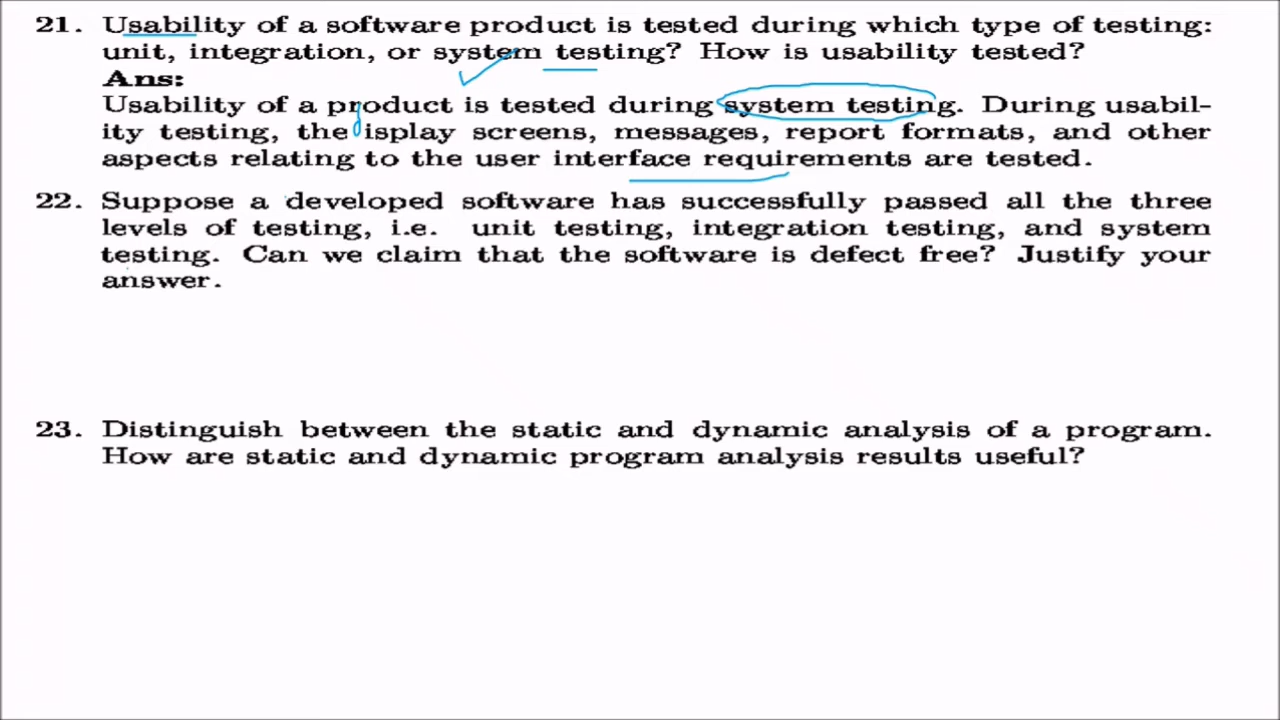 21. Usability of a software product is tested during which type of testing:
unit, integration, or system testing? How is usability tested?
Ans:
Usability of a product is tested during system testing. During usabil-
ity testing, the isplay screens, messages, report formats, and other
aspects relating to the user interface requirements are tested.
22. Suppose a developed software has successfully passed all the three
levels of testing, i.e. unit testing, integration testing, and system
testing. Can we claim that the software is defect free? Justify your
answer.
23. Distinguish between the static and dynamic analysis of a program.
How are static and dynamic program analysis results useful?